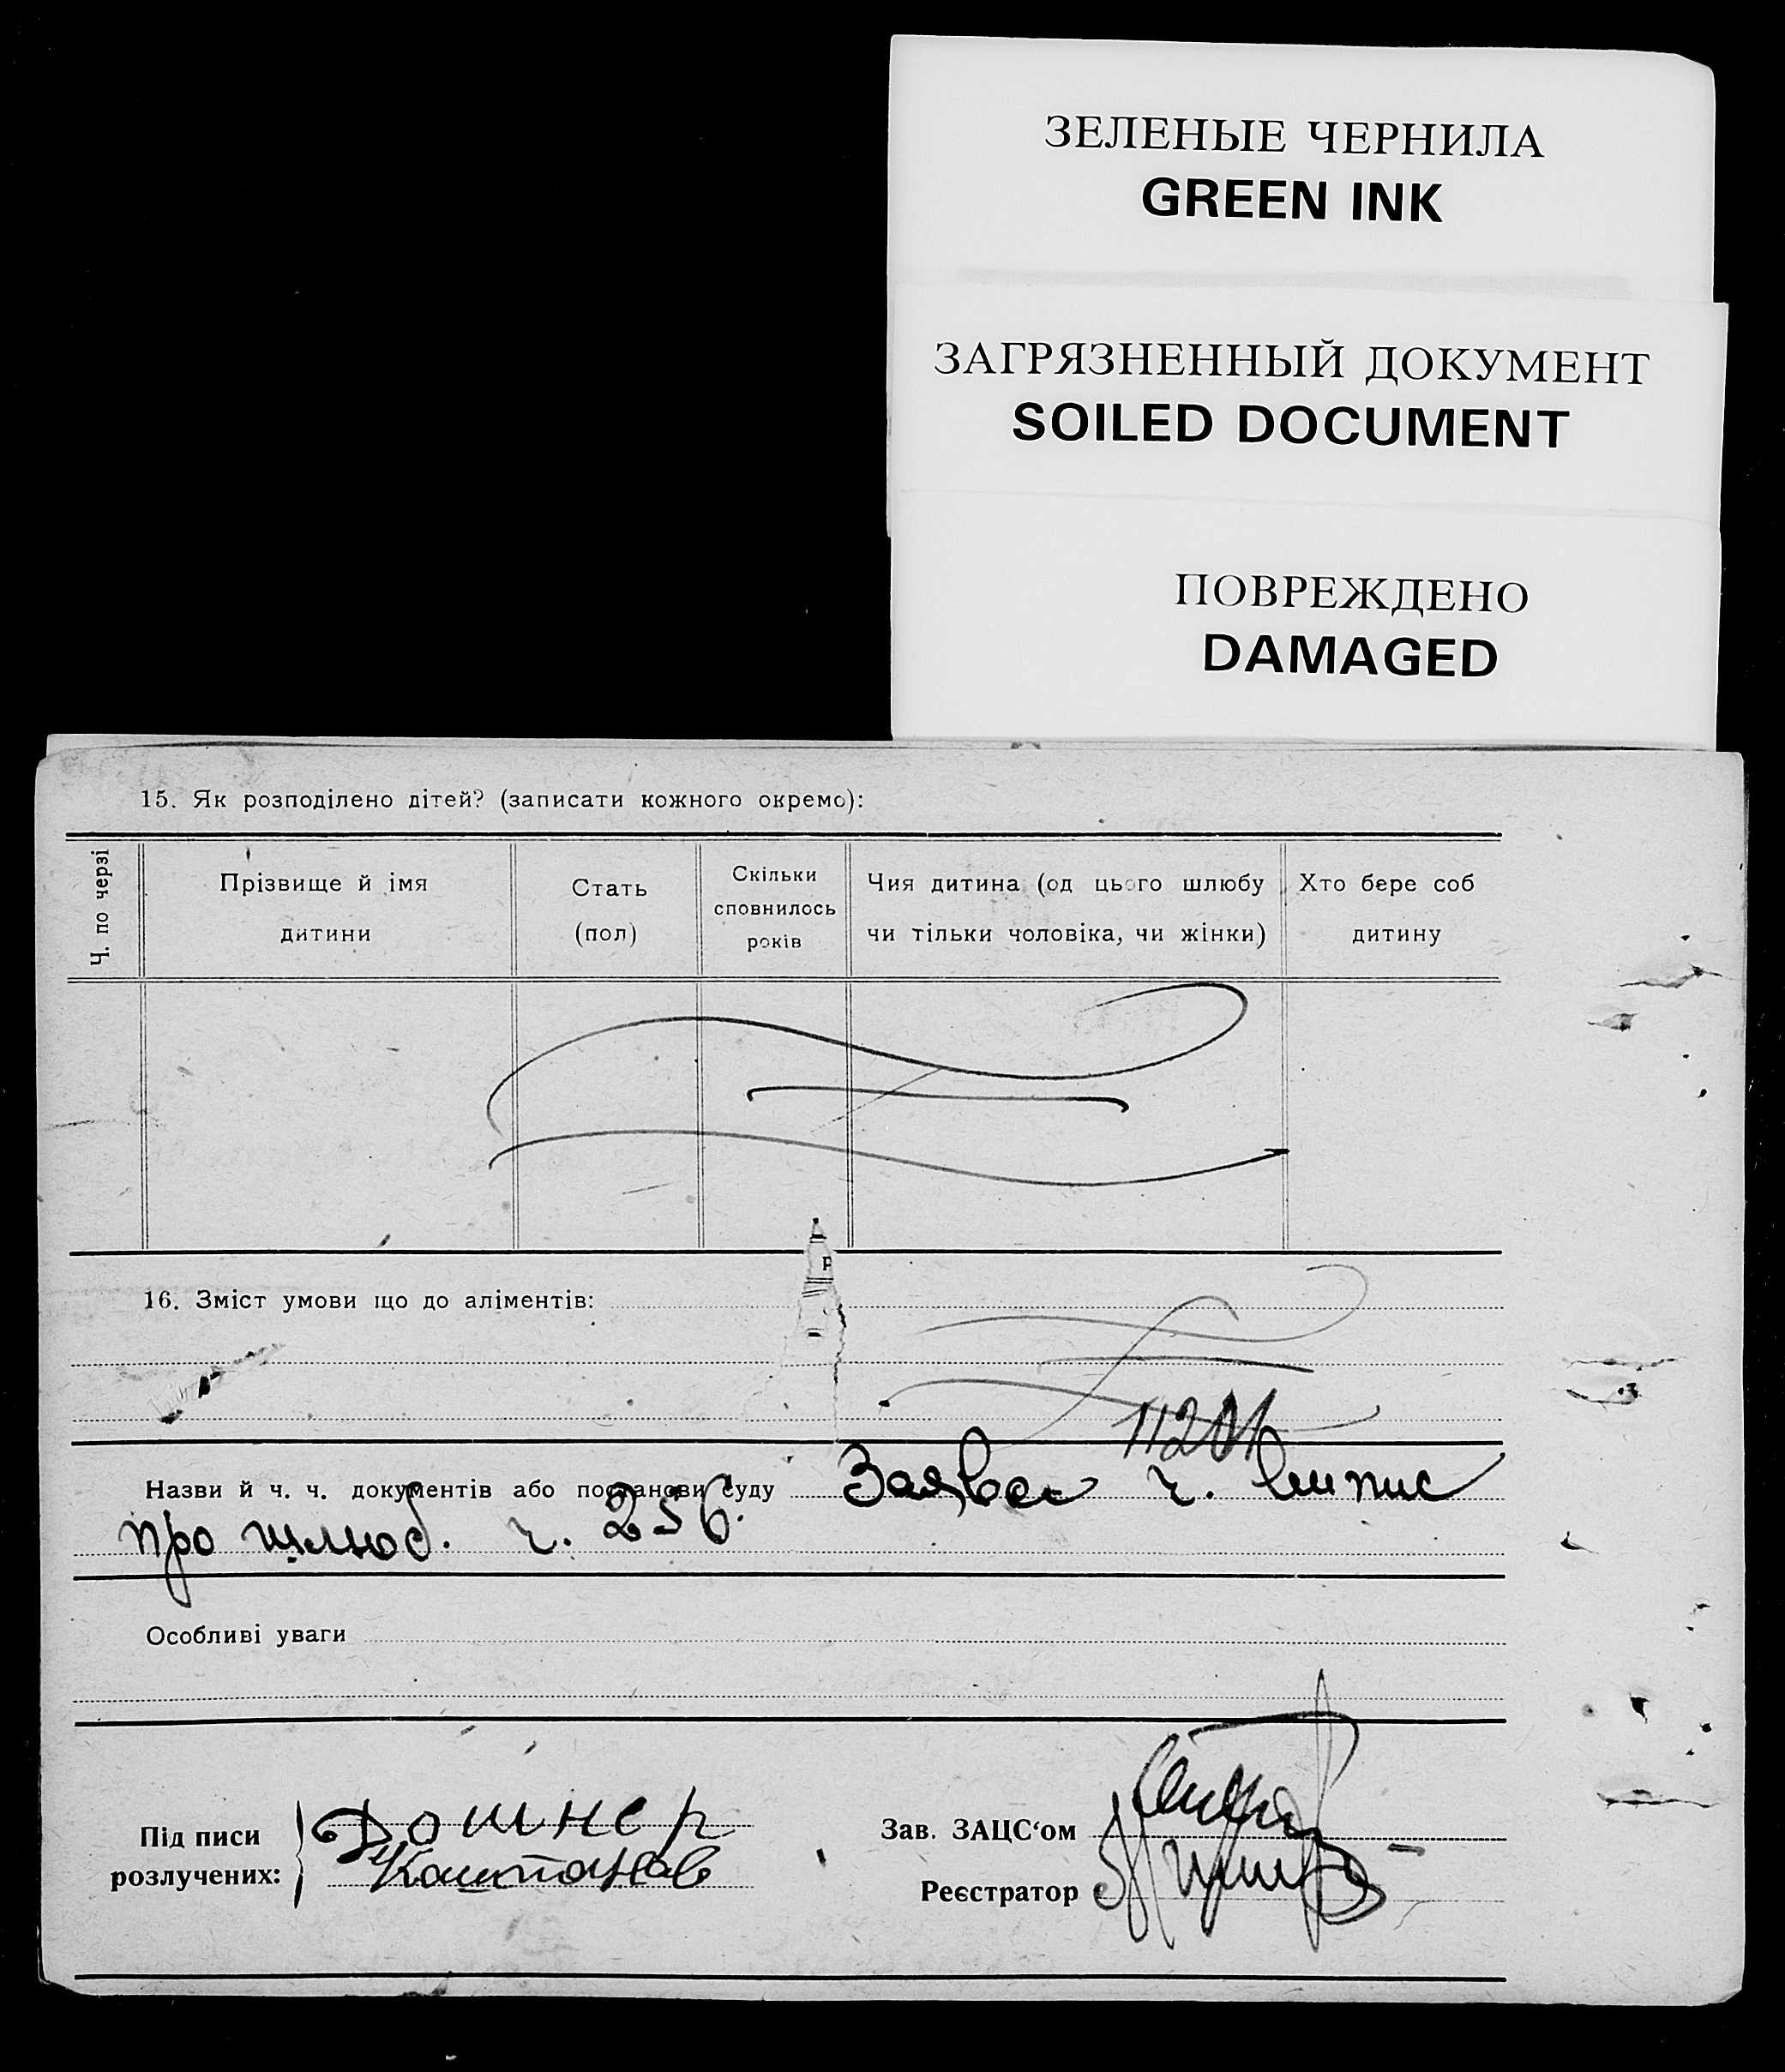 ЗЕЛЕНЫЕ ЧЕРНИЛА
GREEN INK
ЗАГРЯЗНЕННЫЙ ДОКУМЕНТ
SOILED DOCUMENT
ПОВРЕЖДЕНО
DAMAGED
15. Як розподілено дітей? (записати кожного окремо):
Ч. по черзі
Прізвище й імя дитини
Стать (пол)
Скільки сповнилось років
Чия дитина (од цього шлюбу чи тільки чоловіка, чи жінки)
Хто бере соб дитину
16. Зміст умови що до аліментів:
Назви й ч. ч. документів або постанови суду Заява ч. випис
про шлюб. ч. 256.
Особливі уваги
Під писи розлучених:
Дошнер
Каштанов
Зав. ЗАЦС'ом
Реєстратор